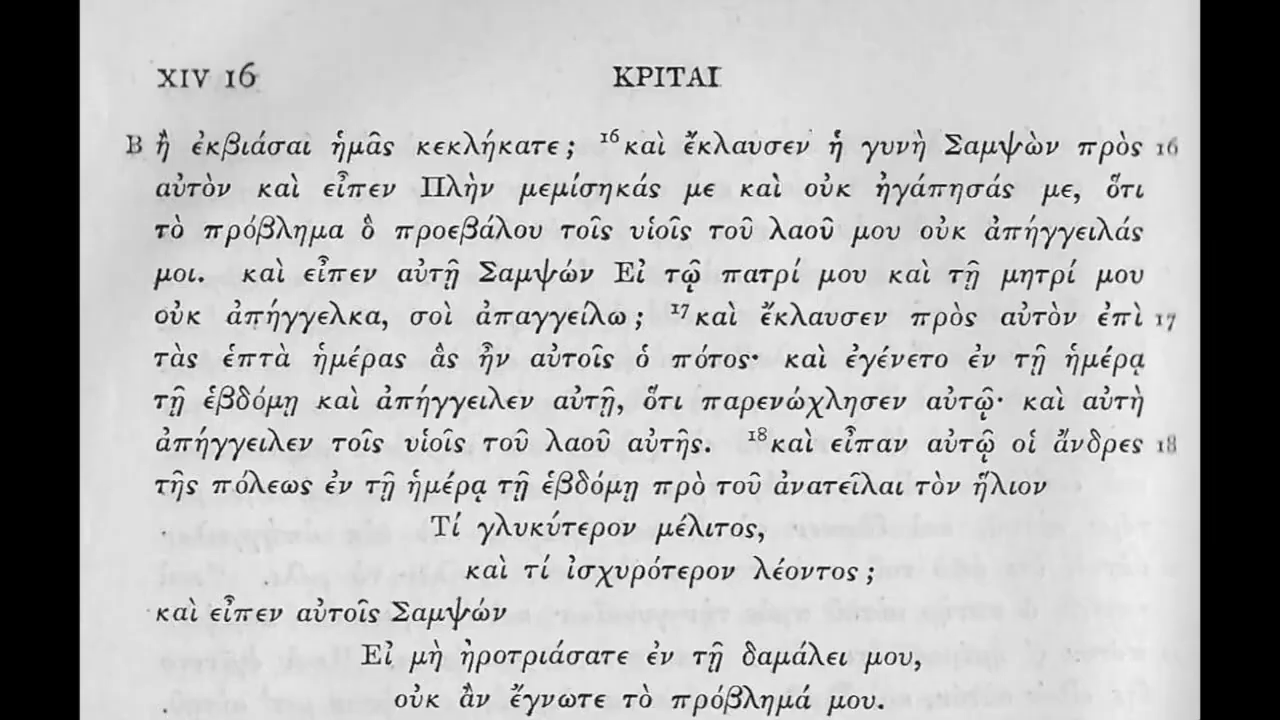 XIV 16 ΚΡΙΤΑΙ
B ἢ ἐκβιάσαι ἡμᾶς κεκλήκατε; ¹⁶καὶ ἔκλαυσεν ἡ γυνὴ Σαμψὼν πρὸς 16
αὐτὸν καὶ εἶπεν Πλὴν μεμίσηκάς με καὶ οὐκ ἠγάπησάς με, ὅτι
τὸ πρόβλημα ὃ προεβάλου τοῖς υἱοῖς τοῦ λαοῦ μου οὐκ ἀπήγγειλάς
μοι. καὶ εἶπεν αὐτῇ Σαμψών Εἰ τῷ πατρί μου καὶ τῇ μητρί μου
οὐκ ἀπήγγελκα, σοὶ ἀπαγγείλω; ¹⁷καὶ ἔκλαυσεν πρὸς αὐτὸν ἐπὶ 17
τὰς ἑπτὰ ἡμέρας ἃς ἦν αὐτοῖς ὁ πότος· καὶ ἐγένετο ἐν τῇ ἡμέρᾳ
τῇ ἑβδόμῃ καὶ ἀπήγγειλεν αὐτῇ, ὅτι παρενώχλησεν αὐτῷ· καὶ αὐτὴ
ἀπήγγειλεν τοῖς υἱοῖς τοῦ λαοῦ αὐτῆς. ¹⁸καὶ εἶπαν αὐτῷ οἱ ἄνδρες 18
τῆς πόλεως ἐν τῇ ἡμέρᾳ τῇ ἑβδόμῃ πρὸ τοῦ ἀνατεῖλαι τὸν ἥλιον
Τί γλυκύτερον μέλιτος,
καὶ τί ἰσχυρότερον λέοντος;
καὶ εἶπεν αὐτοῖς Σαμψών
Εἰ μὴ ἠροτριάσατε ἐν τῇ δαμάλει μου,
οὐκ ἂν ἔγνωτε τὸ πρόβλημά μου.